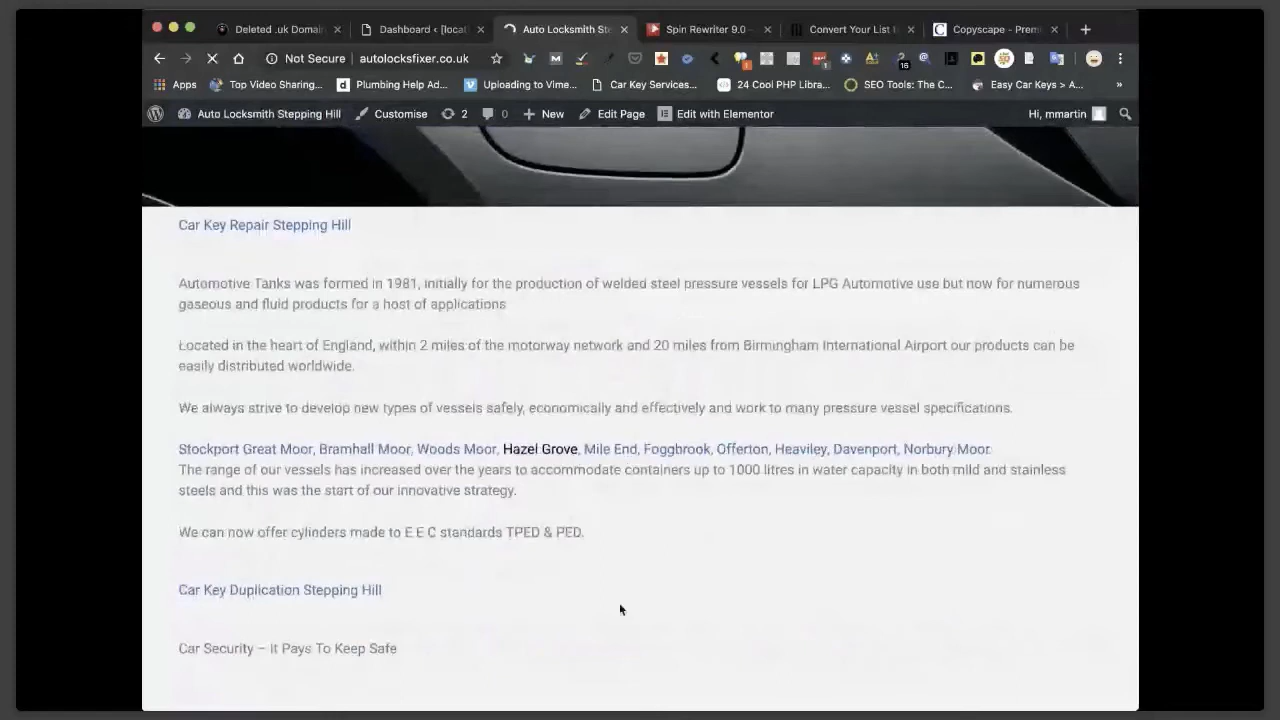 Deleted .uk Domain
Dashboard < [locat
Auto Locksmith Ste
Spin Rewriter 9.0 –
Convert Your List
Copyscape - Premi
Not Secure autolocksfixer.co.uk
Apps
Top Video Sharing...
Plumbing Help Ad...
Uploading to Vime...
Car Key Services...
24 Cool PHP Libra...
SEO Tools: The C...
Easy Car Keys > A...
»
Auto Locksmith Stepping Hill
Customise
2
0
New
Edit Page
Edit with Elementor
Hi, mmartin
Car Key Repair Stepping Hill
Automotive Tanks was formed in 1981, initially for the production of welded steel pressure vessels for LPG Automotive use but now for numerous
gaseous and fluid products for a host of applications
Located in the heart of England, within 2 miles of the motorway network and 20 miles from Birmingham International Airport our products can be
easily distributed worldwide.
We always strive to develop new types of vessels safely, economically and effectively and work to many pressure vessel specifications.
Stockport Great Moor, Bramhall Moor, Woods Moor, Hazel Grove, Mile End, Foggbrook, Offerton, Heaviley, Davenport, Norbury Moor.
The range of our vessels has increased over the years to accommodate containers up to 1000 litres in water capacity in both mild and stainless
steels and this was the start of our innovative strategy.
We can now offer cylinders made to E E C standards TPED & PED.
Car Key Duplication Stepping Hill
Car Security – It Pays To Keep Safe